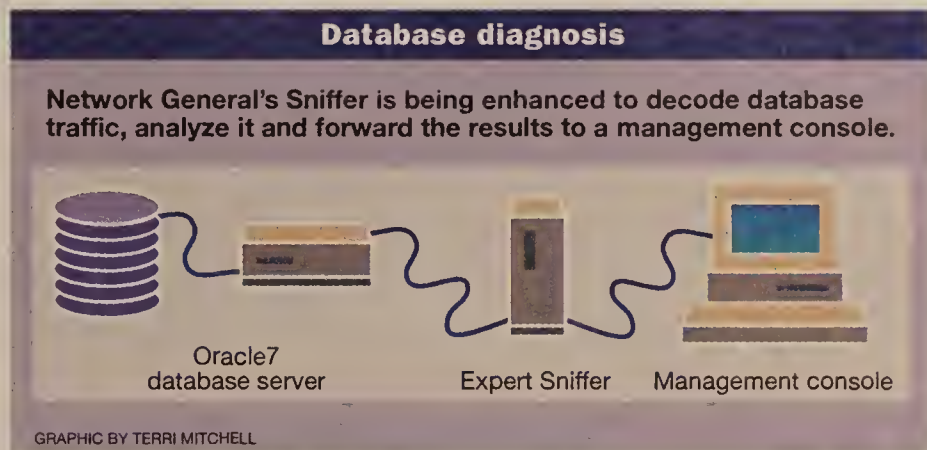 Database diagnosis
Network General's Sniffer is being enhanced to decode database
traffic, analyze it and forward the results to a management console.
Oracle7
database server
Expert Sniffer
Management console
GRAPHIC BY TERRI MITCHELL